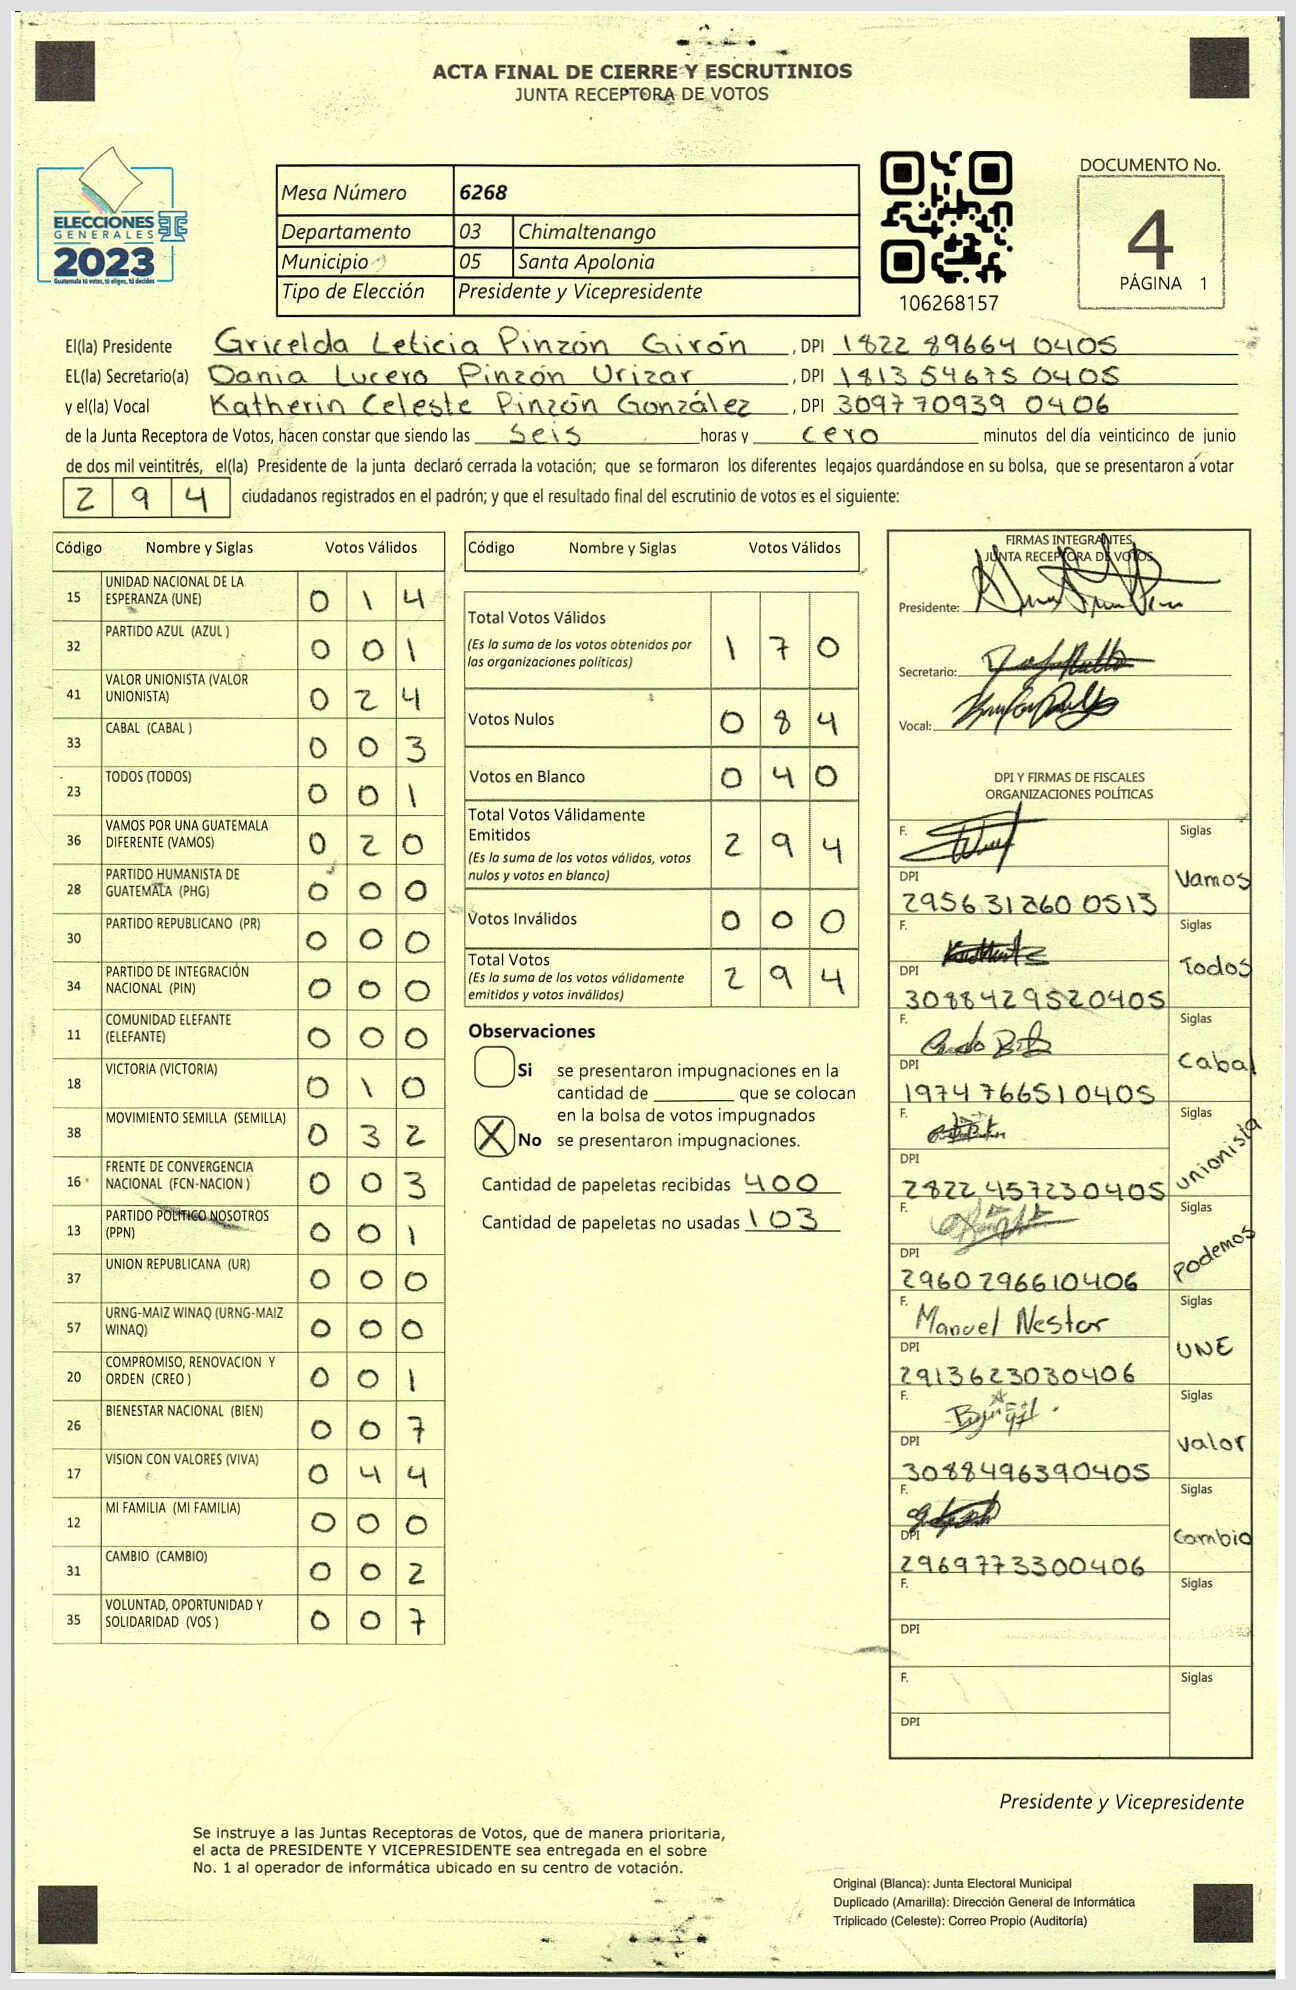 ACTA FINAL DE CIERRE Y ESCRUTINIOS
JUNTA RECEPTORA DE VOTOS
ELECCIONES
GENERALES
2023
Guatemala tú votas, tú eliges, tú decides
Mesa Número 6268
Departamento 03 Chimaltenango
Municipio 05 Santa Apolonia
Tipo de Elección Presidente y Vicepresidente
106268157
DOCUMENTO No.
4
PÁGINA 1
El(la) Presidente Gricelda Leticia Pinzón Girón , DPI 1822 89664 0405
EL(la) Secretario(a) Dania Lucero Pinzón Urizar , DPI 1813 54675 0405
y el(la) Vocal Katherin Celeste Pinzón González , DPI 3097 70939 0406
de la Junta Receptora de Votos, hacen constar que siendo las seis horas y cero minutos del día veinticinco de junio
de dos mil veintitrés, el(la) Presidente de la junta declaró cerrada la votación; que se formaron los diferentes legajos guardándose en su bolsa, que se presentaron a votar
294 ciudadanos registrados en el padrón; y que el resultado final del escrutinio de votos es el siguiente:
Código Nombre y Siglas Votos Válidos
15 UNIDAD NACIONAL DE LA ESPERANZA (UNE) 0 1 4
32 PARTIDO AZUL (AZUL ) 0 0 1
41 VALOR UNIONISTA (VALOR UNIONISTA) 0 2 4
33 CABAL (CABAL ) 0 0 3
23 TODOS (TODOS) 0 0 1
36 VAMOS POR UNA GUATEMALA DIFERENTE (VAMOS) 0 2 0
28 PARTIDO HUMANISTA DE GUATEMALA (PHG) 0 0 0
30 PARTIDO REPUBLICANO (PR) 0 0 0
34 PARTIDO DE INTEGRACIÓN NACIONAL (PIN) 0 0 0
11 COMUNIDAD ELEFANTE (ELEFANTE) 0 0 0
18 VICTORIA (VICTORIA) 0 1 0
38 MOVIMIENTO SEMILLA (SEMILLA) 0 3 2
16 FRENTE DE CONVERGENCIA NACIONAL (FCN-NACION ) 0 0 3
13 PARTIDO POLÍTICO NOSOTROS (PPN) 0 0 1
37 UNION REPUBLICANA (UR) 0 0 0
57 URNG-MAIZ WINAQ (URNG-MAIZ WINAQ) 0 0 0
20 COMPROMISO, RENOVACION Y ORDEN (CREO ) 0 0 1
26 BIENESTAR NACIONAL (BIEN) 0 0 7
17 VISION CON VALORES (VIVA) 0 4 4
12 MI FAMILIA (MI FAMILIA) 0 0 0
31 CAMBIO (CAMBIO) 0 0 2
35 VOLUNTAD, OPORTUNIDAD Y SOLIDARIDAD (VOS ) 0 0 7
Código Nombre y Siglas Votos Válidos
Total Votos Válidos 1 7 0
(Es la suma de los votos obtenidos por
las organizaciones políticas)
Votos Nulos 0 8 4
Votos en Blanco 0 4 0
Total Votos Válidamente
Emitidos 2 9 4
(Es la suma de los votos válidos, votos
nulos y votos en blanco)
Votos Inválidos 0 0 0
Total Votos 2 9 4
(Es la suma de los votos válidamente
emitidos y votos inválidos)
Observaciones
Si se presentaron impugnaciones en la
cantidad de ________ que se colocan
en la bolsa de votos impugnados
X No se presentaron impugnaciones.
Cantidad de papeletas recibidas 400
Cantidad de papeletas no usadas 103
FIRMAS INTEGRANTES
JUNTA RECEPTORA DE VOTOS
Presidente:
Secretario:
Vocal:
DPI Y FIRMAS DE FISCALES
ORGANIZACIONES POLÍTICAS
F. Siglas
DPI Vamos
2956 31260 0513
F. Siglas
DPI Todos
3088429520405
F. Siglas
DPI Cabal
1974 766510405
F. Siglas
DPI unionista
2822 457230405
F. Siglas
DPI podemos
2960296610406
F. Manuel Nestor Siglas
DPI UNE
2913623030406
F. Siglas
DPI valor
3088496390405
F. Siglas
DPI Cambio
2969773300406
F. Siglas
DPI
F. Siglas
DPI
Presidente y Vicepresidente
Se instruye a las Juntas Receptoras de Votos, que de manera prioritaria,
el acta de PRESIDENTE Y VICEPRESIDENTE sea entregada en el sobre
No. 1 al operador de informática ubicado en su centro de votación.
Original (Blanca): Junta Electoral Municipal
Duplicado (Amarilla): Dirección General de Informática
Triplicado (Celeste): Correo Propio (Auditoría)